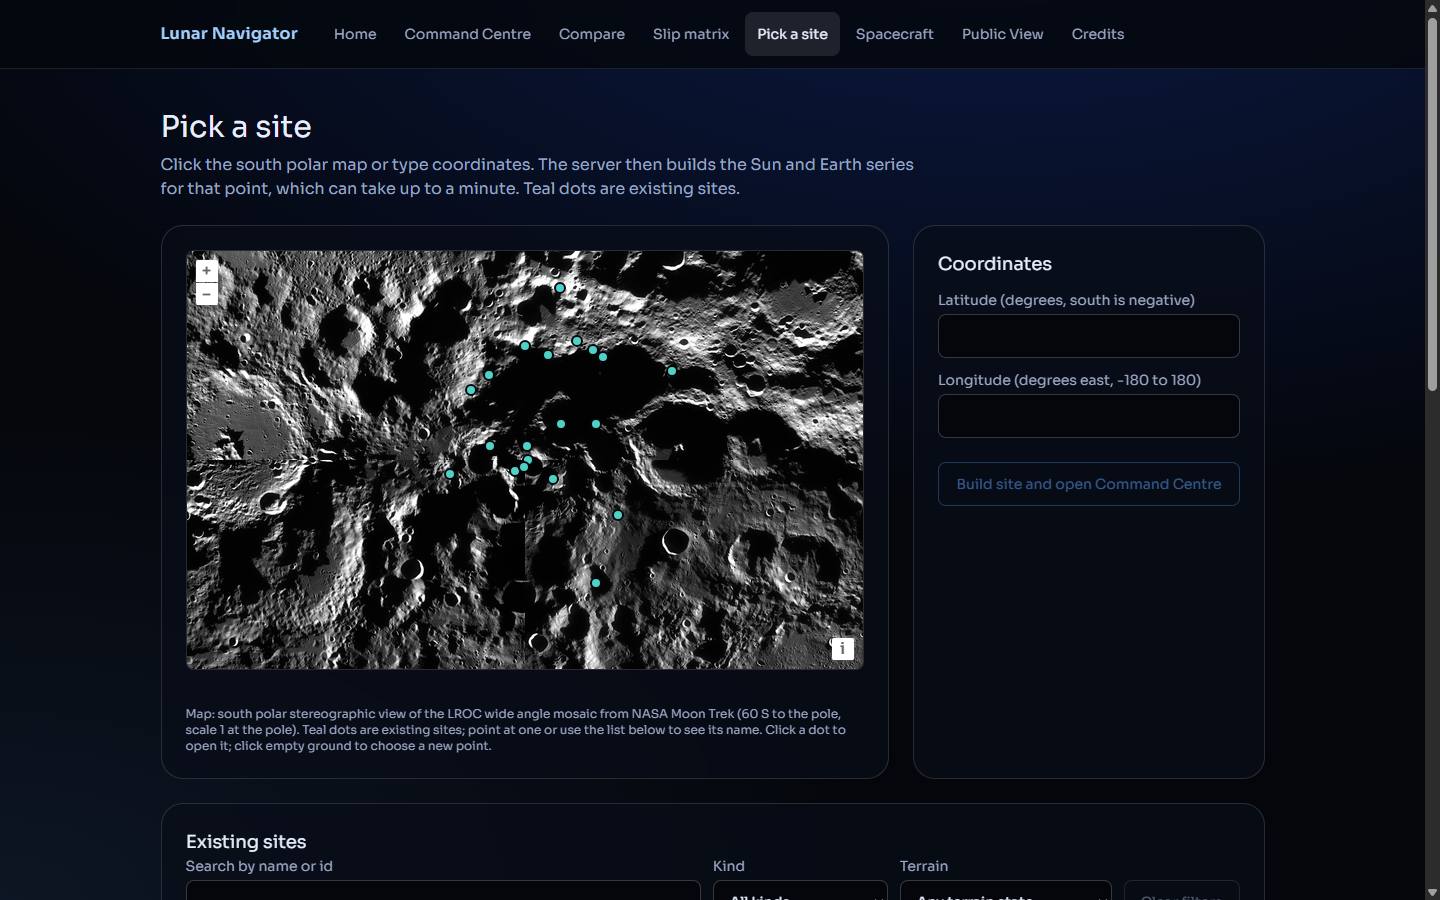 Lunar Navigator
Home
Command Centre
Compare
Slip matrix
Pick a site
Spacecraft
Public View
Credits
Pick a site
Click the south polar map or type coordinates. The server then builds the Sun and Earth series
for that point, which can take up to a minute. Teal dots are existing sites.
+
−
i
Map: south polar stereographic view of the LROC wide angle mosaic from NASA Moon Trek (60 S to the pole,
scale 1 at the pole). Teal dots are existing sites; point at one or use the list below to see its name. Click a dot to
open it; click empty ground to choose a new point.
Coordinates
Latitude (degrees, south is negative)
Longitude (degrees east, -180 to 180)
Build site and open Command Centre
Existing sites
Search by name or id
Kind
Terrain